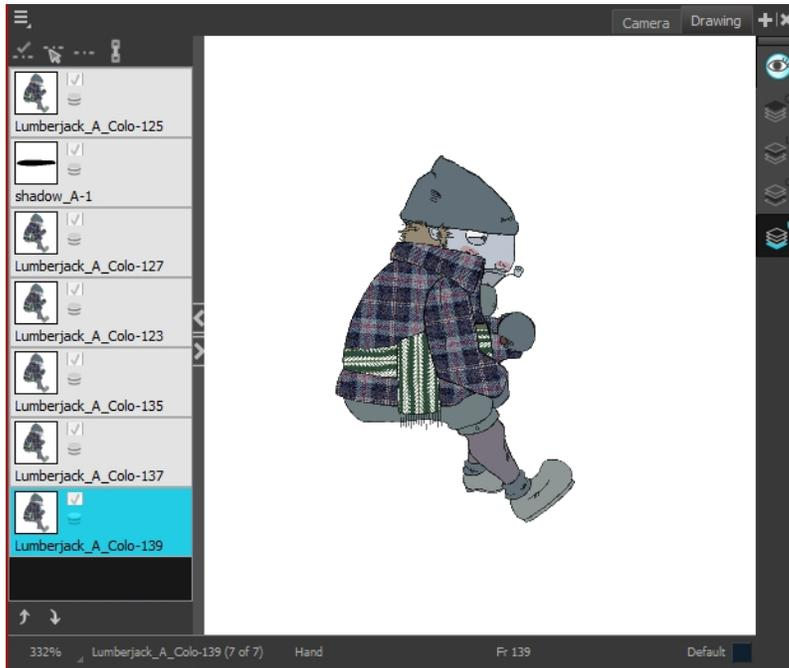 Camera
Drawing
Lumberjack_A_Colo-125
shadow_A-1
Lumberjack_A_Colo-127
Lumberjack_A_Colo-123
Lumberjack_A_Colo-135
Lumberjack_A_Colo-137
Lumberjack_A_Colo-139
332% Lumberjack_A_Colo-139 (7 of 7) Hand Fr 139 Default